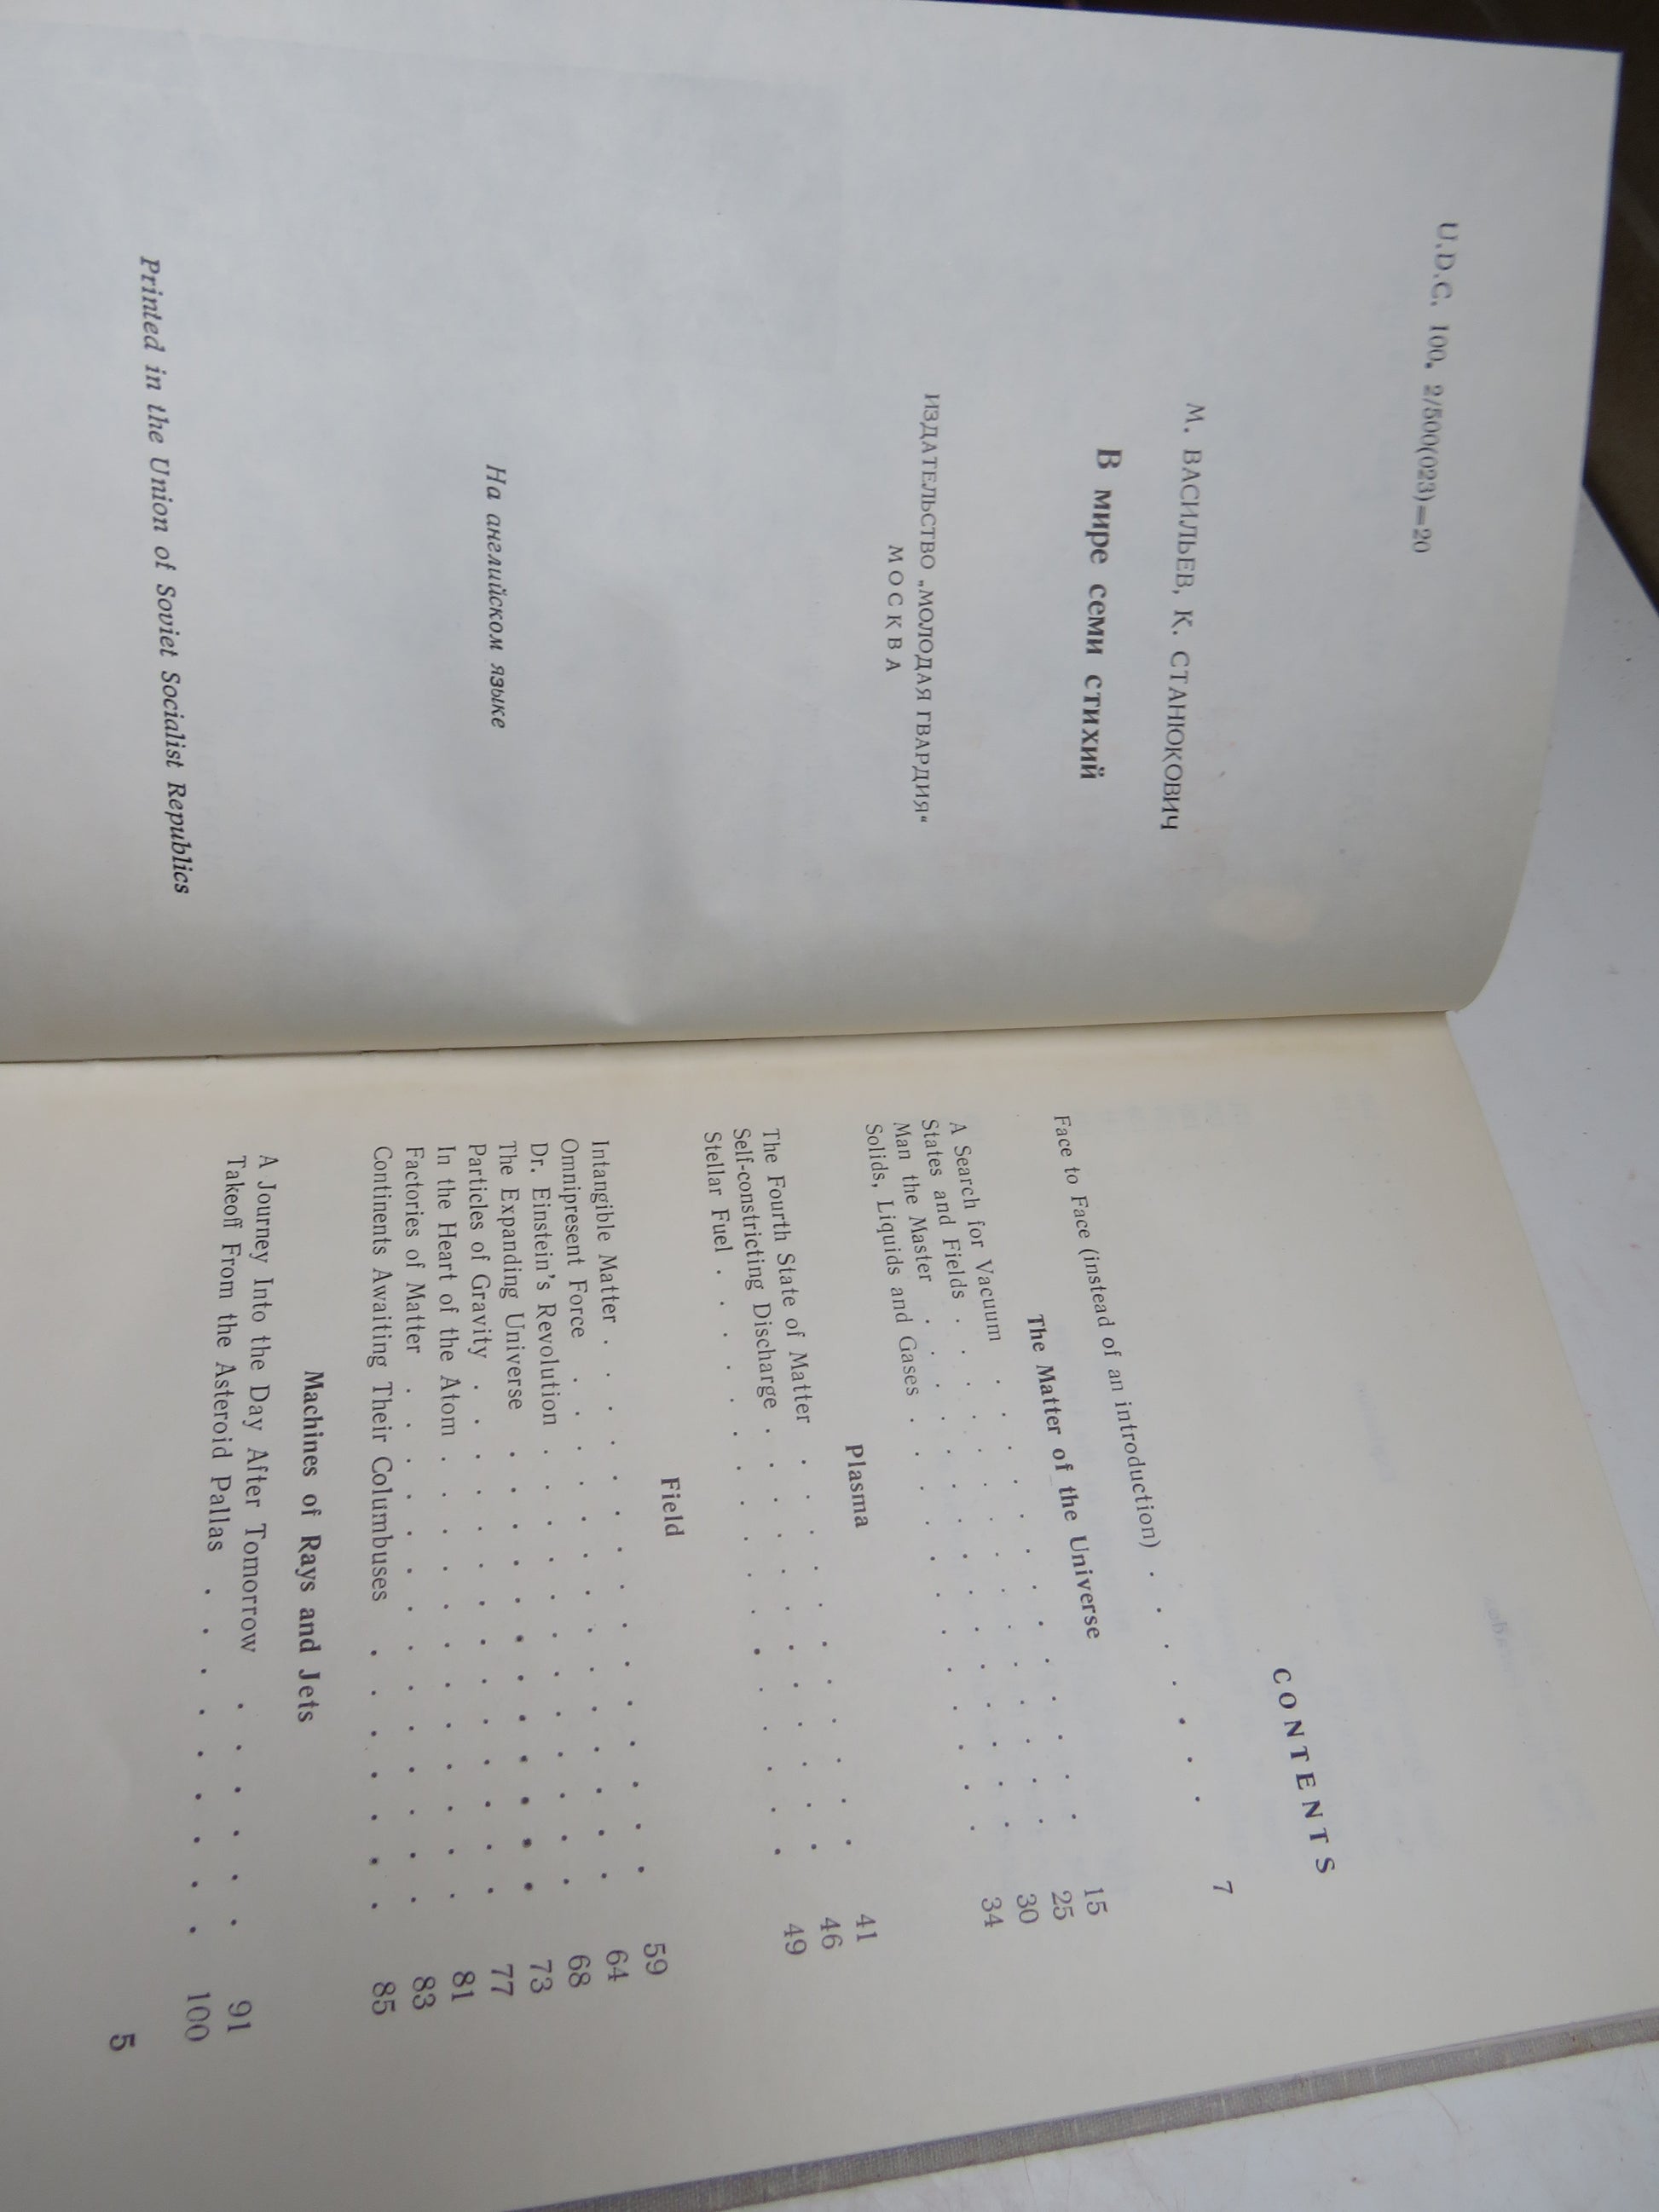 U.D.C. 100. 2/500(023)=20
М. ВАСИЛЬЕВ, К. СТАНЮКОВИЧ
В мире семи стихий
ИЗДАТЕЛЬСТВО „МОЛОДАЯ ГВАРДИЯ“
МОСКВА
На английском языке
Printed in the Union of Soviet Socialist Republics
CONTENTS
Face to Face (instead of an introduction) . . . . . . . 7
The Matter of the Universe
A Search for Vacuum . . . . . . . . . . . . 15
States and Fields . . . . . . . . . . . . . . 25
Man the Master . . . . . . . . . . . . . . 30
Solids, Liquids and Gases . . . . . . . . . . . . 34
Plasma
The Fourth State of Matter . . . . . . . . . . . 41
Self-constricting Discharge . . . . . . . . . . . . 46
Stellar Fuel . . . . . . . . . . . . . . . . 49
Field
Intangible Matter . . . . . . . . . . . . . . . 59
Omnipresent Force . . . . . . . . . . . . . . 64
Dr. Einstein's Revolution . . . . . . . . . . . . 68
The Expanding Universe . . . . . . . . . . . . 73
Particles of Gravity . . . . . . . . . . . . . . 77
In the Heart of the Atom . . . . . . . . . . . . 81
Factories of Matter . . . . . . . . . . . . . . 83
Continents Awaiting Their Columbuses . . . . . . . 85
Machines of Rays and Jets
A Journey Into the Day After Tomorrow . . . . . . 91
Takeoff From the Asteroid Pallas . . . . . . . . . 100
5